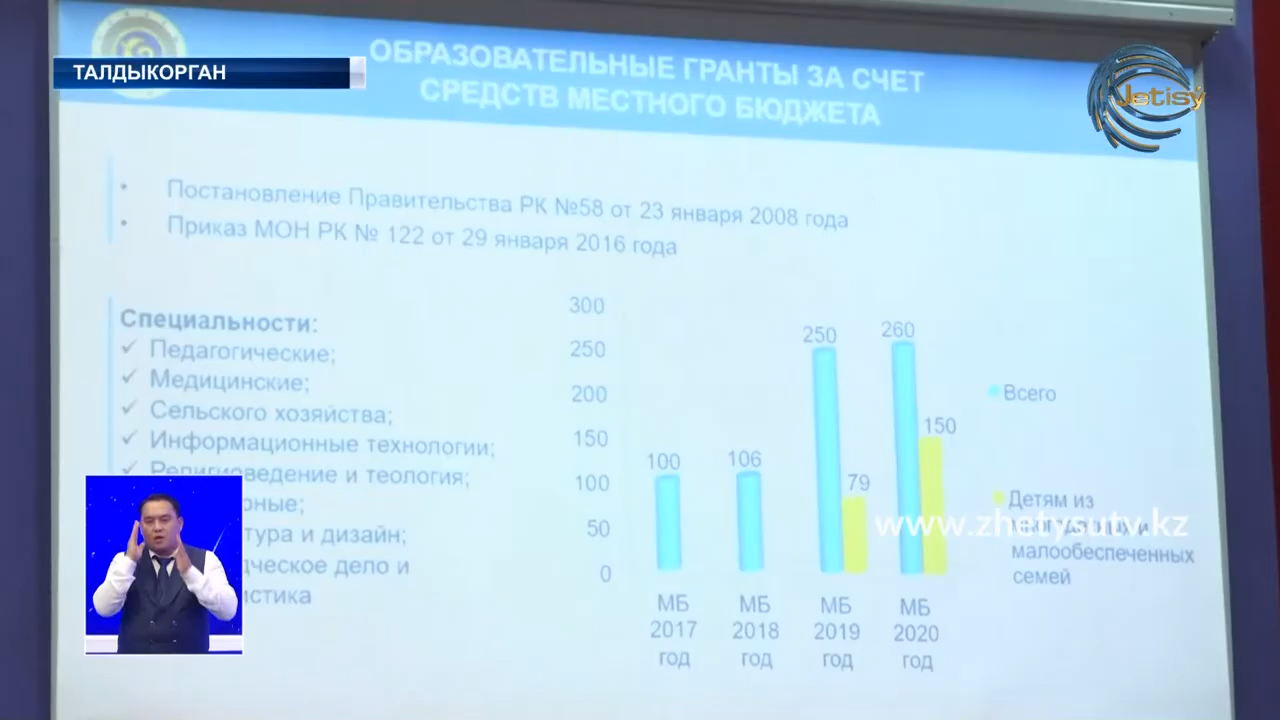 ТАЛДЫКОРГАН
Jetisý
ОБРАЗОВАТЕЛЬНЫЕ ГРАНТЫ ЗА СЧЕТ
СРЕДСТВ МЕСТНОГО БЮДЖЕТА
• Постановление Правительства РК №58 от 23 января 2008 года
• Приказ МОН РК № 122 от 29 января 2016 года
Специальности:
✓ Педагогические;
✓ Медицинские;
✓ Сельского хозяйства;
✓ Информационные технологии;
✓ Религиоведение и теология;
и дизайн;
дело и
300
250
200
150
100
50
0
100
106
250
79
260
150
МБ
2017
год
МБ
2018
год
МБ
2019
год
МБ
2020
год
Всего
Детям из
малообеспеченных
семей
www.zhetysutv.kz